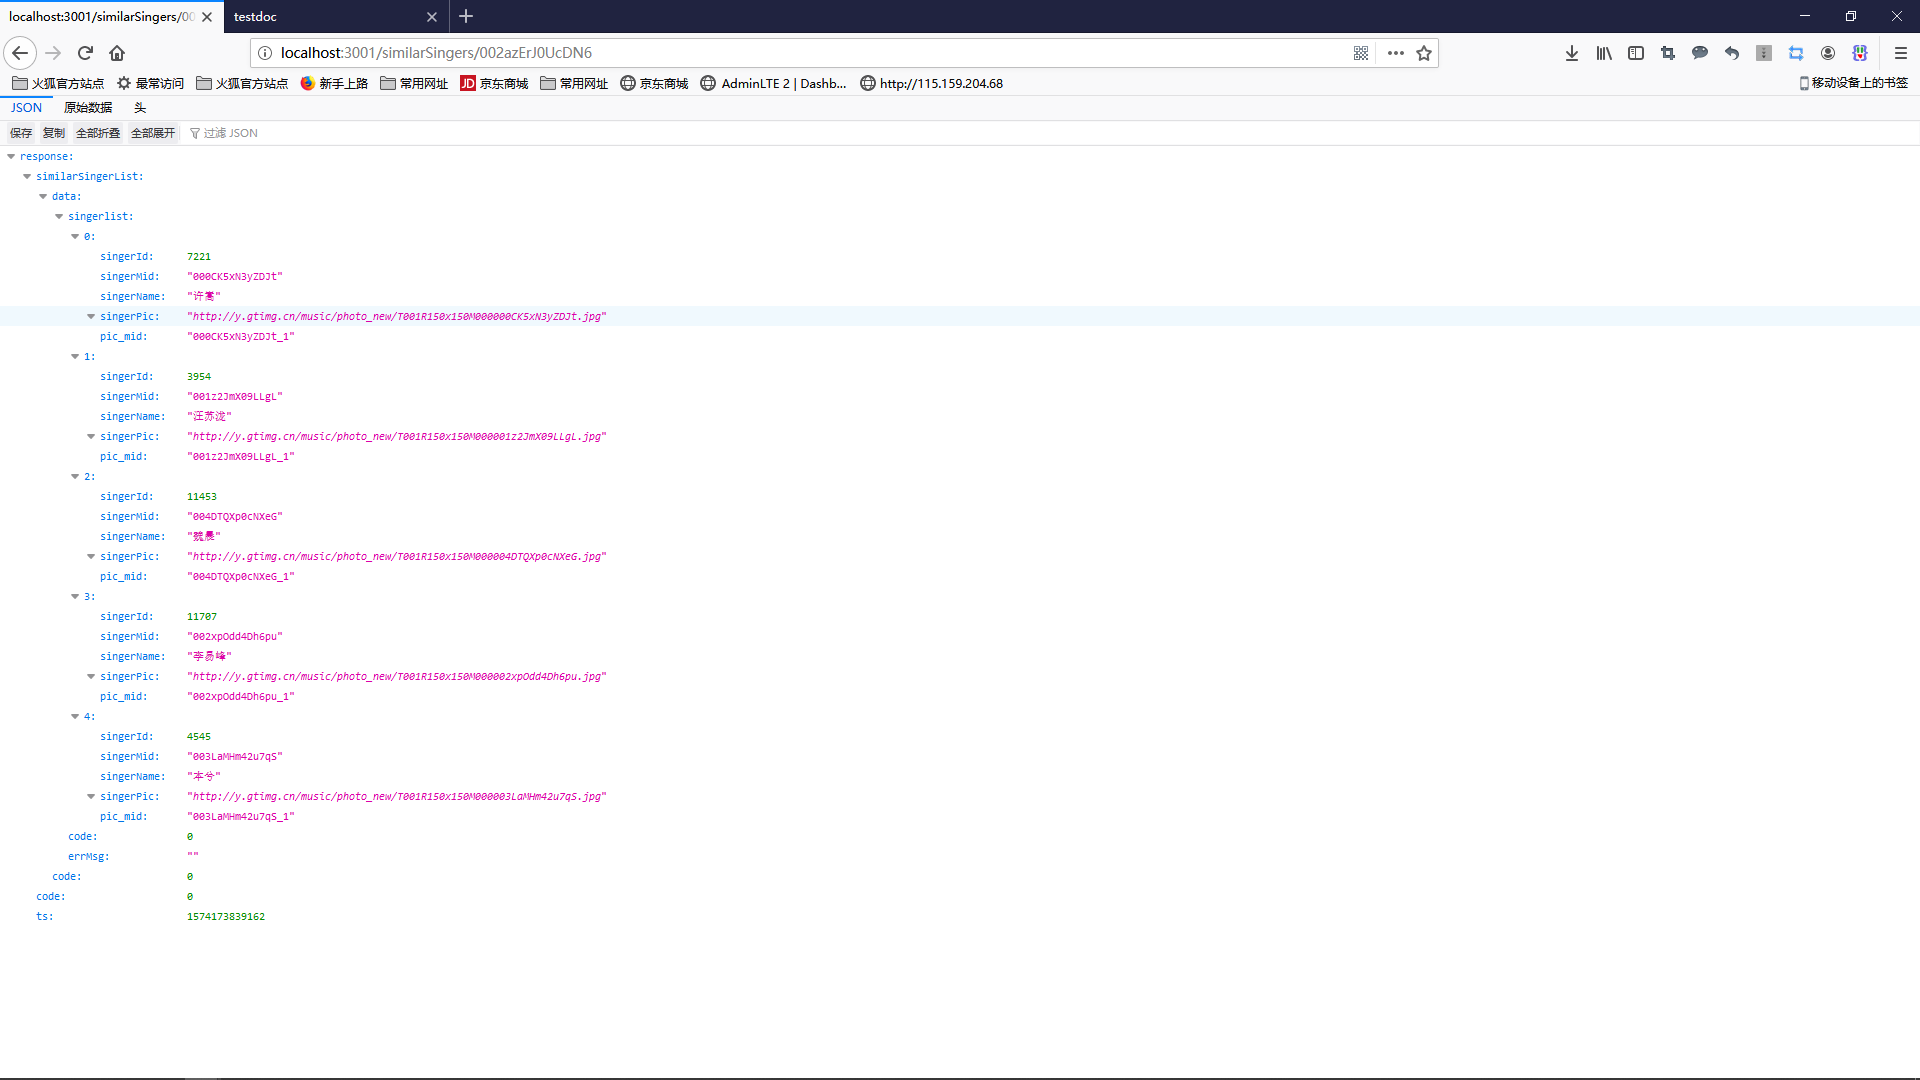 localhost:3001/similarSingers/00
testdoc
localhost:3001/similarSingers/002azErJ0UcDN6
火狐官方站点 最常访问 火狐官方站点 新手上路 常用网址 JD 京东商城 常用网址 京东商城 AdminLTE 2 | Dashb... http://115.159.204.68 移动设备上的书签
JSON 原始数据 头
保存 复制 全部折叠 全部展开 过滤 JSON
response:
similarSingerList:
data:
singerlist:
0:
singerId: 7221
singerMid: "000CK5xN3yZDJt"
singerName: "许嵩"
singerPic: "http://y.gtimg.cn/music/photo_new/T001R150x150M000000CK5xN3yZDJt.jpg"
pic_mid: "000CK5xN3yZDJt_1"
1:
singerId: 3954
singerMid: "001z2JmX09LLgL"
singerName: "汪苏泷"
singerPic: "http://y.gtimg.cn/music/photo_new/T001R150x150M000001z2JmX09LLgL.jpg"
pic_mid: "001z2JmX09LLgL_1"
2:
singerId: 11453
singerMid: "004DTQXp0cNXeG"
singerName: "魏晨"
singerPic: "http://y.gtimg.cn/music/photo_new/T001R150x150M000004DTQXp0cNXeG.jpg"
pic_mid: "004DTQXp0cNXeG_1"
3:
singerId: 11707
singerMid: "002xpOdd4Dh6pu"
singerName: "李易峰"
singerPic: "http://y.gtimg.cn/music/photo_new/T001R150x150M000002xpOdd4Dh6pu.jpg"
pic_mid: "002xpOdd4Dh6pu_1"
4:
singerId: 4545
singerMid: "003LaMHm42u7qS"
singerName: "本兮"
singerPic: "http://y.gtimg.cn/music/photo_new/T001R150x150M000003LaMHm42u7qS.jpg"
pic_mid: "003LaMHm42u7qS_1"
code: 0
errMsg: ""
code: 0
code: 0
ts: 1574173839162